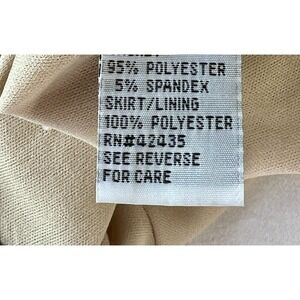 95% POLYESTER
5% SPANDEX
SKIRT/LINING
100% POLYESTER
RN#42435
SEE REVERSE
FOR CARE